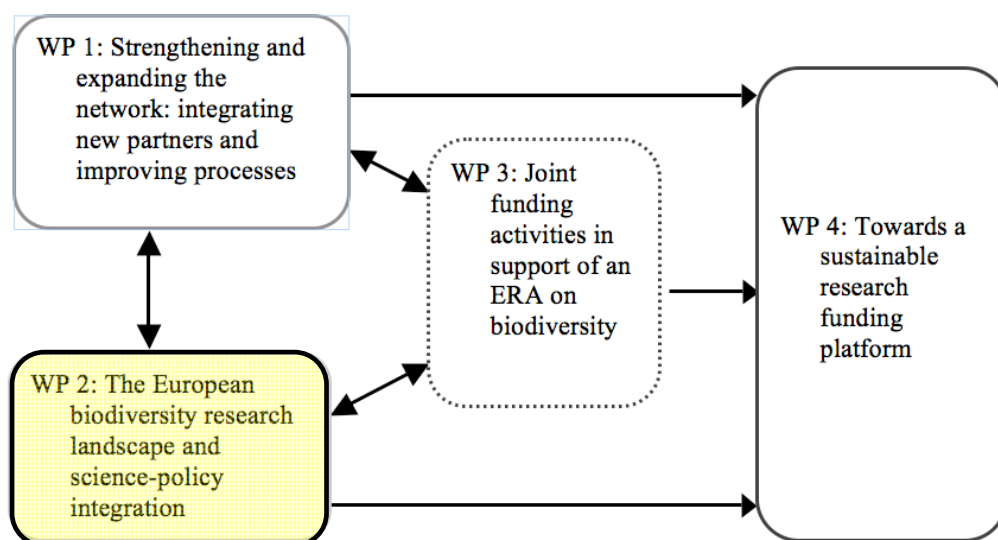 WP 1: Strengthening and
expanding the
network: integrating
new partners and
improving processes
WP 2: The European
biodiversity research
landscape and
science-policy
integration
WP 3: Joint
funding
activities in
support of an
ERA on
biodiversity
WP 4: Towards a
sustainable
research
funding
platform